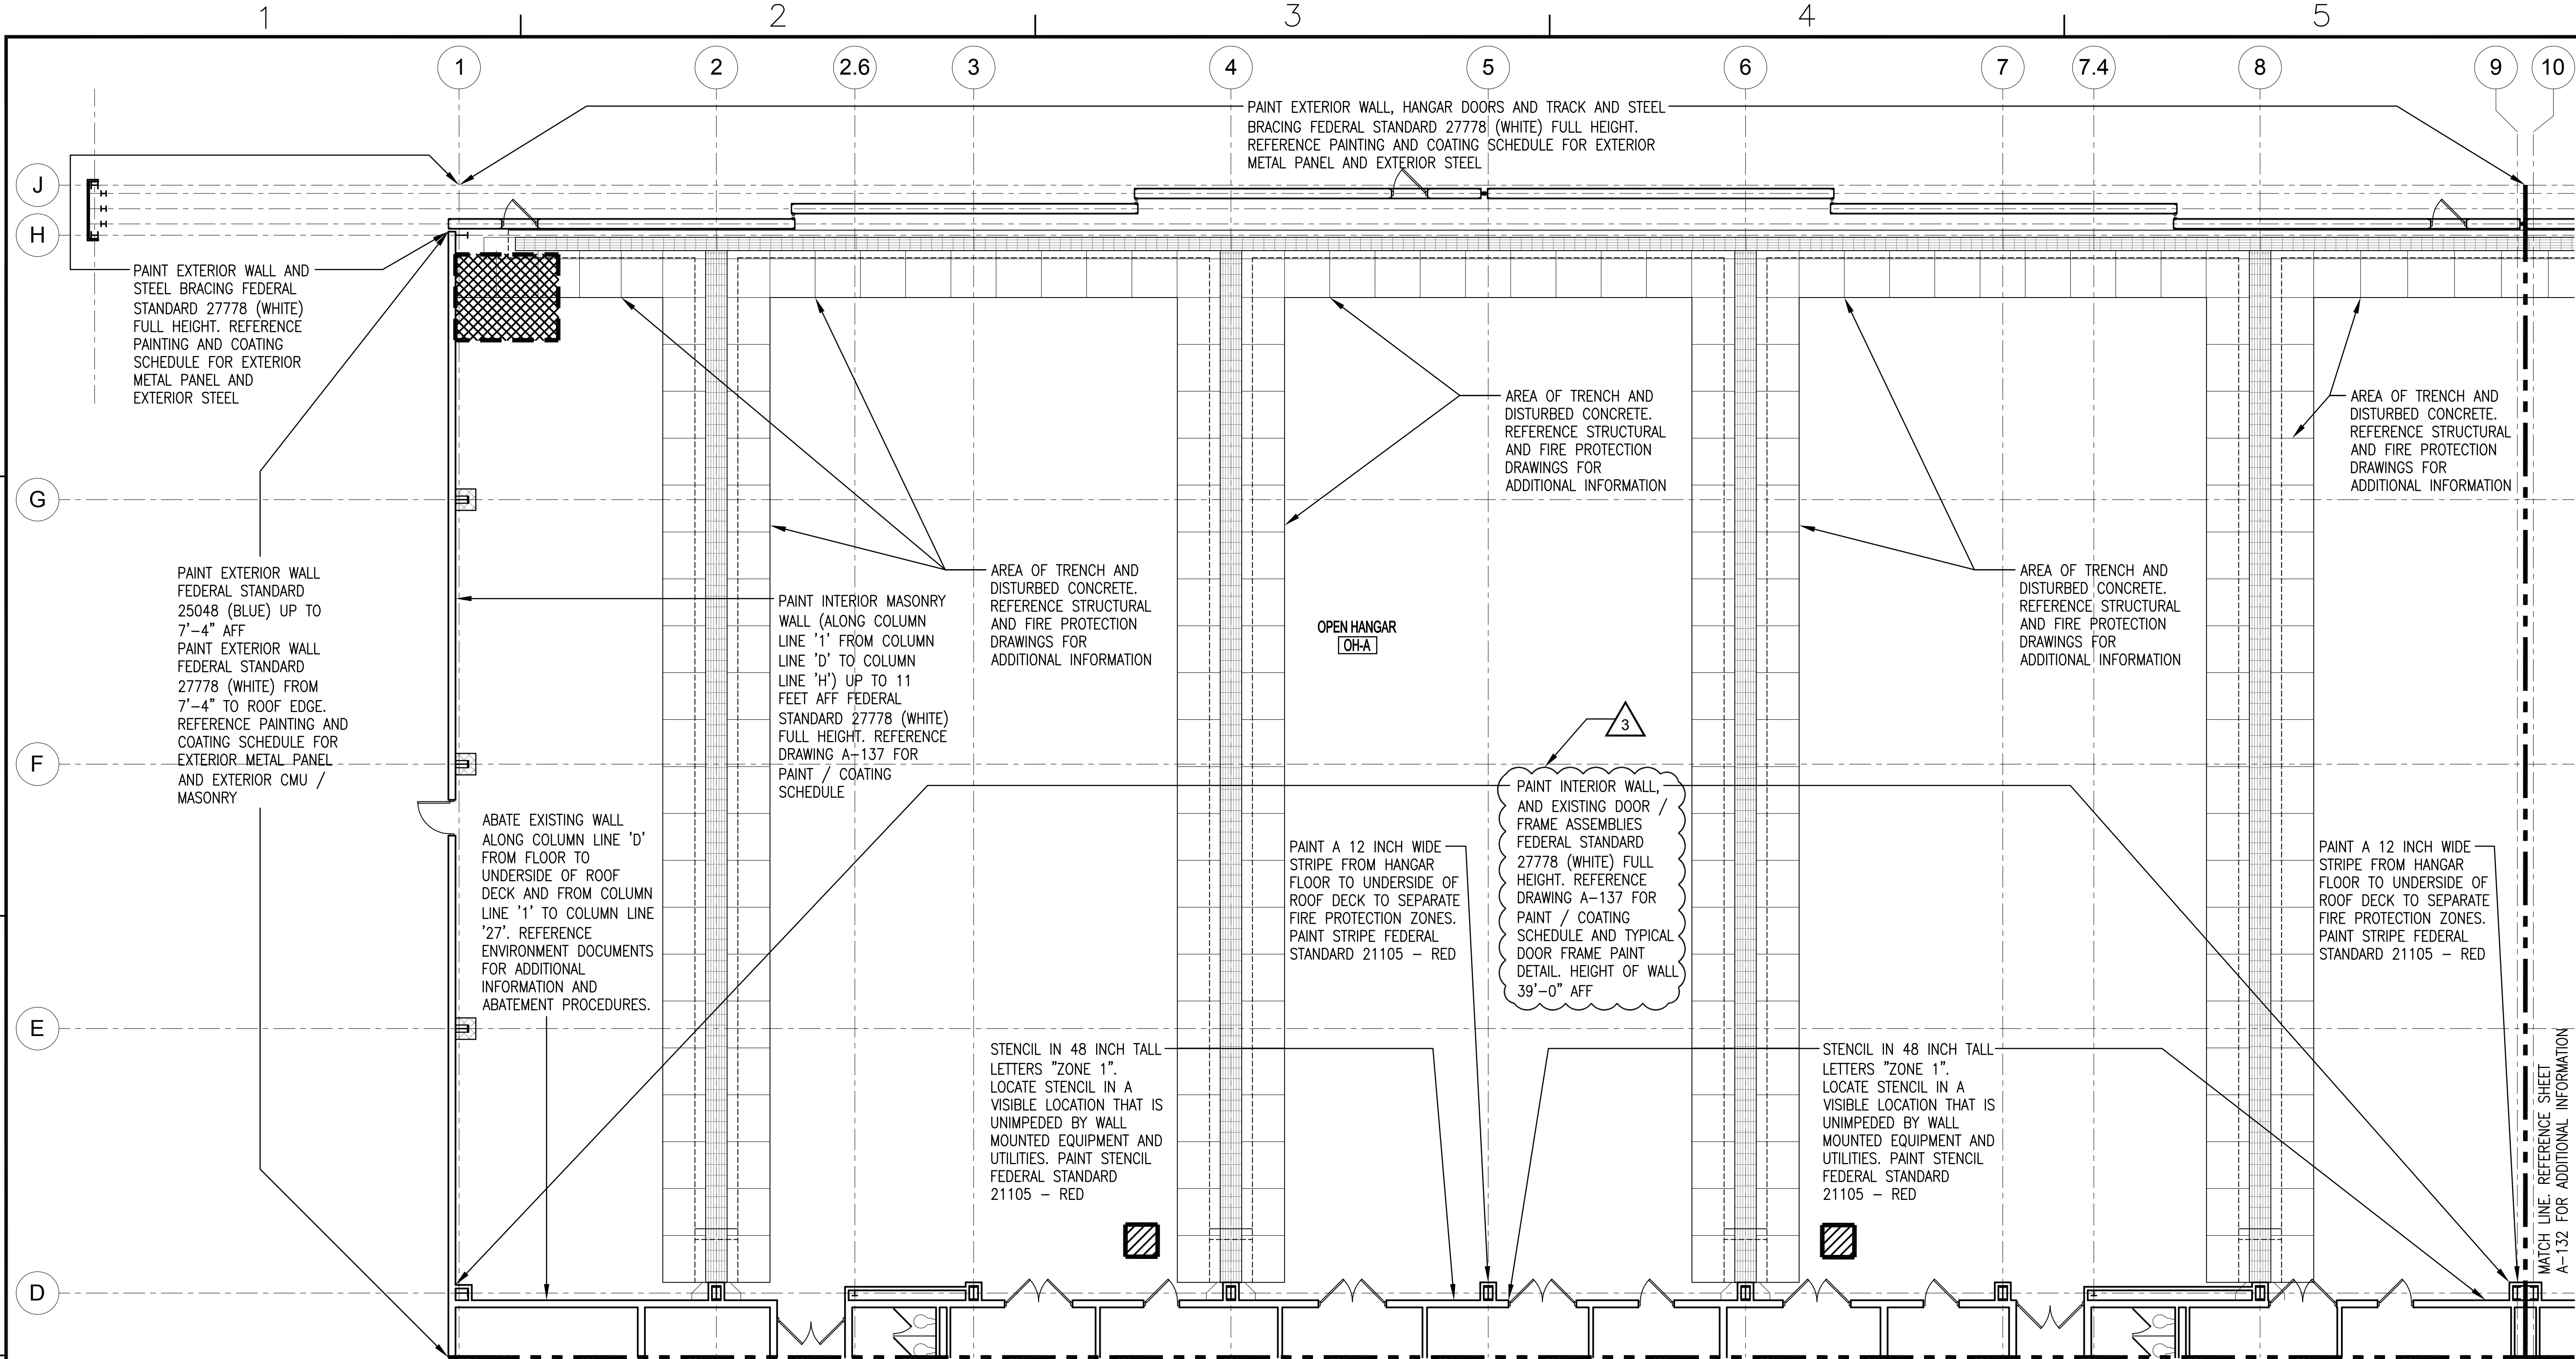 1
2
3
4
5
1
2
2.6
3
4
5
6
7
7.4
8
9
10
J
H
G
F
E
D
PAINT EXTERIOR WALL, HANGAR DOORS AND TRACK AND STEEL
BRACING FEDERAL STANDARD 27778 (WHITE) FULL HEIGHT.
REFERENCE PAINTING AND COATING SCHEDULE FOR EXTERIOR
METAL PANEL AND EXTERIOR STEEL
PAINT EXTERIOR WALL AND
STEEL BRACING FEDERAL
STANDARD 27778 (WHITE)
FULL HEIGHT. REFERENCE
PAINTING AND COATING
SCHEDULE FOR EXTERIOR
METAL PANEL AND
EXTERIOR STEEL
AREA OF TRENCH AND
DISTURBED CONCRETE.
REFERENCE STRUCTURAL
AND FIRE PROTECTION
DRAWINGS FOR
ADDITIONAL INFORMATION
AREA OF TRENCH AND
DISTURBED CONCRETE.
REFERENCE STRUCTURAL
AND FIRE PROTECTION
DRAWINGS FOR
ADDITIONAL INFORMATION
PAINT EXTERIOR WALL
FEDERAL STANDARD
25048 (BLUE) UP TO
7'-4" AFF
PAINT EXTERIOR WALL
FEDERAL STANDARD
27778 (WHITE) FROM
7'-4" TO ROOF EDGE.
REFERENCE PAINTING AND
COATING SCHEDULE FOR
EXTERIOR METAL PANEL
AND EXTERIOR CMU /
MASONRY
PAINT INTERIOR MASONRY
WALL (ALONG COLUMN
LINE '1' FROM COLUMN
LINE 'D' TO COLUMN
LINE 'H') UP TO 11
FEET AFF FEDERAL
STANDARD 27778 (WHITE)
FULL HEIGHT. REFERENCE
DRAWING A-137 FOR
PAINT / COATING
SCHEDULE
AREA OF TRENCH AND
DISTURBED CONCRETE.
REFERENCE STRUCTURAL
AND FIRE PROTECTION
DRAWINGS FOR
ADDITIONAL INFORMATION
OPEN HANGAR
OH-A
AREA OF TRENCH AND
DISTURBED CONCRETE.
REFERENCE STRUCTURAL
AND FIRE PROTECTION
DRAWINGS FOR
ADDITIONAL INFORMATION
3
ABATE EXISTING WALL
ALONG COLUMN LINE 'D'
FROM FLOOR TO
UNDERSIDE OF ROOF
DECK AND FROM COLUMN
LINE '1' TO COLUMN LINE
'27'. REFERENCE
ENVIRONMENT DOCUMENTS
FOR ADDITIONAL
INFORMATION AND
ABATEMENT PROCEDURES.
PAINT A 12 INCH WIDE
STRIPE FROM HANGAR
FLOOR TO UNDERSIDE OF
ROOF DECK TO SEPARATE
FIRE PROTECTION ZONES.
PAINT STRIPE FEDERAL
STANDARD 21105 - RED
PAINT INTERIOR WALL,
AND EXISTING DOOR /
FRAME ASSEMBLIES
FEDERAL STANDARD
27778 (WHITE) FULL
HEIGHT. REFERENCE
DRAWING A-137 FOR
PAINT / COATING
SCHEDULE AND TYPICAL
DOOR FRAME PAINT
DETAIL. HEIGHT OF WALL
39'-0" AFF
PAINT A 12 INCH WIDE
STRIPE FROM HANGAR
FLOOR TO UNDERSIDE OF
ROOF DECK TO SEPARATE
FIRE PROTECTION ZONES.
PAINT STRIPE FEDERAL
STANDARD 21105 - RED
STENCIL IN 48 INCH TALL
LETTERS "ZONE 1".
LOCATE STENCIL IN A
VISIBLE LOCATION THAT IS
UNIMPEDED BY WALL
MOUNTED EQUIPMENT AND
UTILITIES. PAINT STENCIL
FEDERAL STANDARD
21105 - RED
STENCIL IN 48 INCH TALL
LETTERS "ZONE 1".
LOCATE STENCIL IN A
VISIBLE LOCATION THAT IS
UNIMPEDED BY WALL
MOUNTED EQUIPMENT AND
UTILITIES. PAINT STENCIL
FEDERAL STANDARD
21105 - RED
MATCH LINE. REFERENCE SHEET
A-132 FOR ADDITIONAL INFORMATION